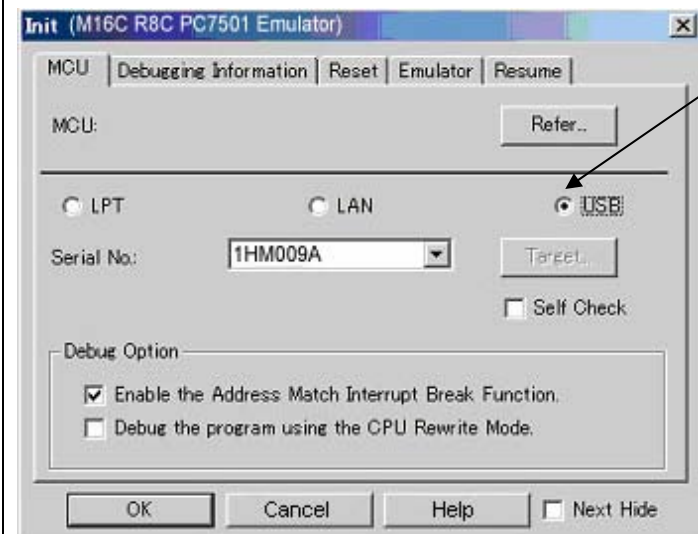 Init (M16C R8C PC7501 Emulator)
MCU Debugging Information Reset Emulator Resume
MCU: Refer..
LPT LAN USB
Serial No.: 1HM009A Target..
Self Check
Debug Option
Enable the Address Match Interrupt Break Function.
Debug the program using the CPU Rewrite Mode.
OK Cancel Help Next Hide